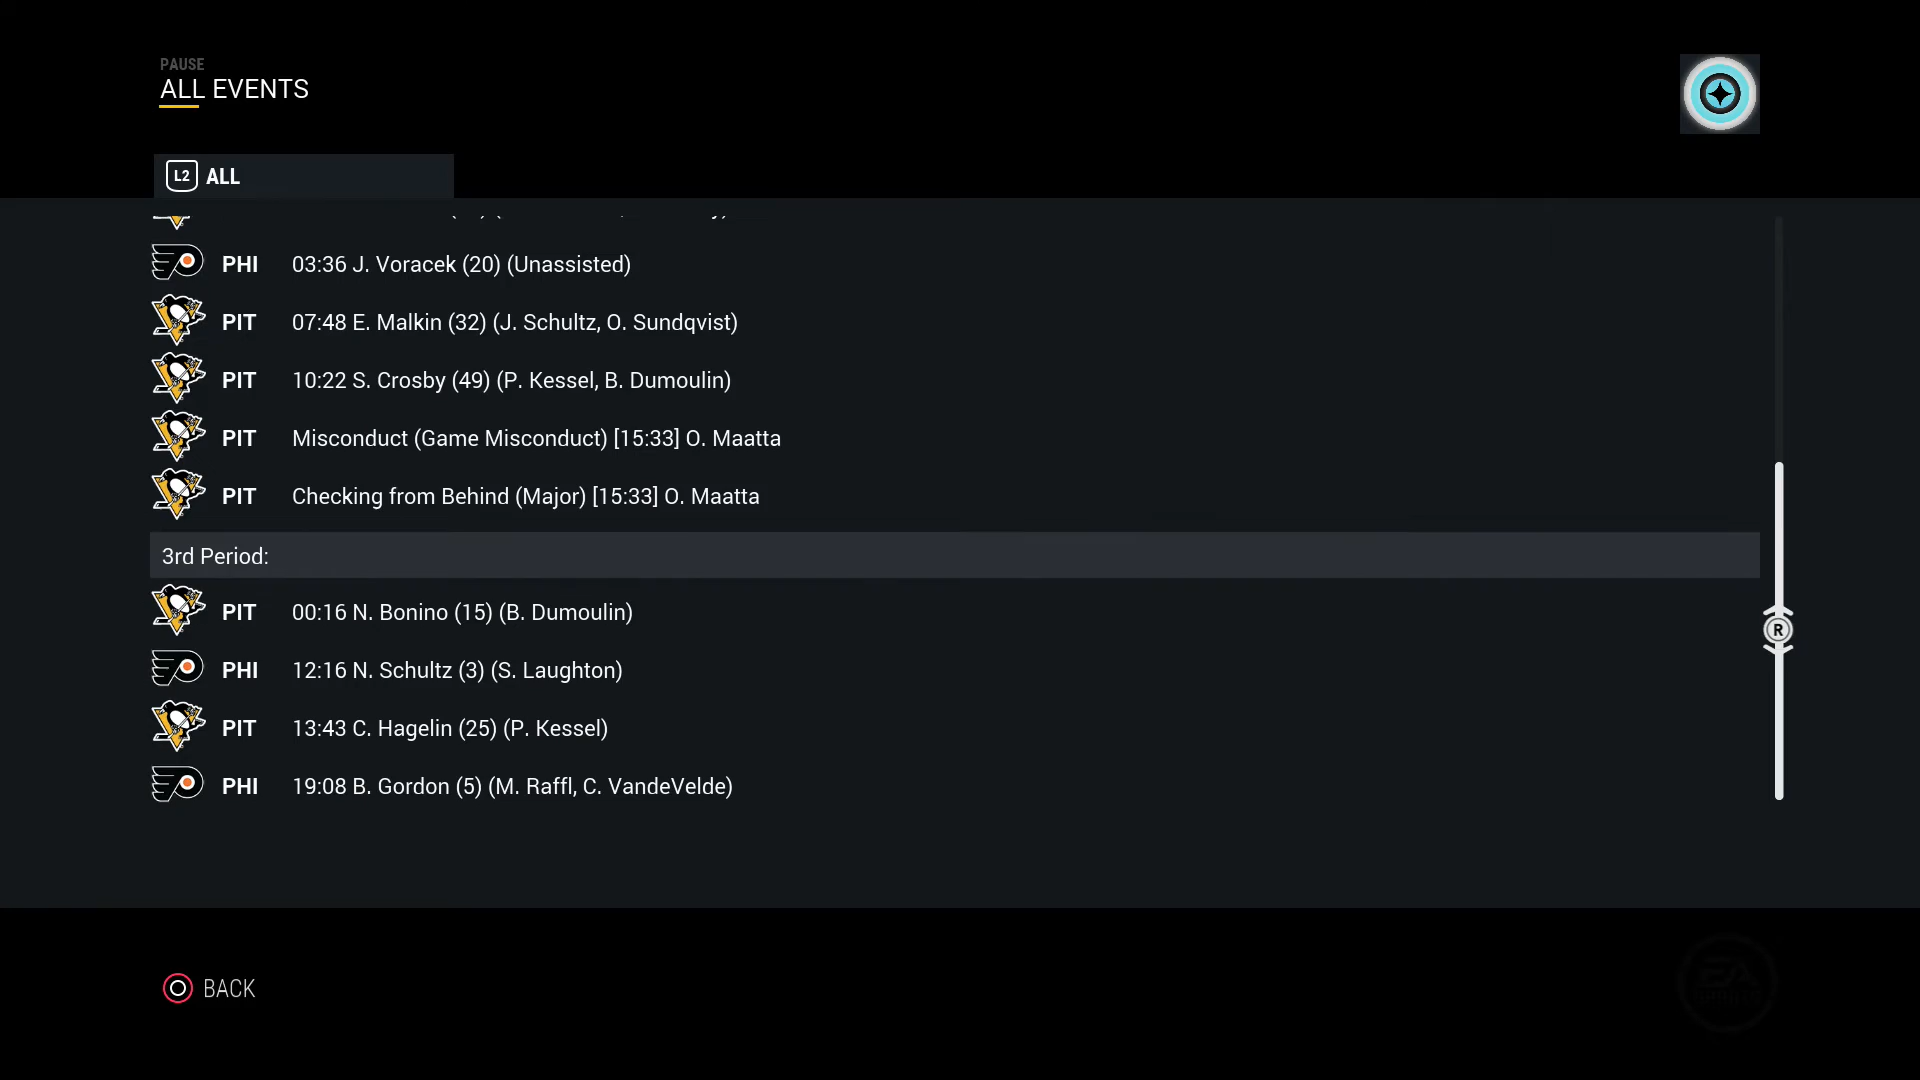 PAUSE
ALL EVENTS
L2 ALL
PHI 03:36 J. Voracek (20) (Unassisted)
PIT 07:48 E. Malkin (32) (J. Schultz, O. Sundqvist)
PIT 10:22 S. Crosby (49) (P. Kessel, B. Dumoulin)
PIT Misconduct (Game Misconduct) [15:33] O. Maatta
PIT Checking from Behind (Major) [15:33] O. Maatta
3rd Period:
PIT 00:16 N. Bonino (15) (B. Dumoulin)
R
PHI 12:16 N. Schultz (3) (S. Laughton)
PIT 13:43 C. Hagelin (25) (P. Kessel)
PHI 19:08 B. Gordon (5) (M. Raffl, C. VandeVelde)
BACK
EA